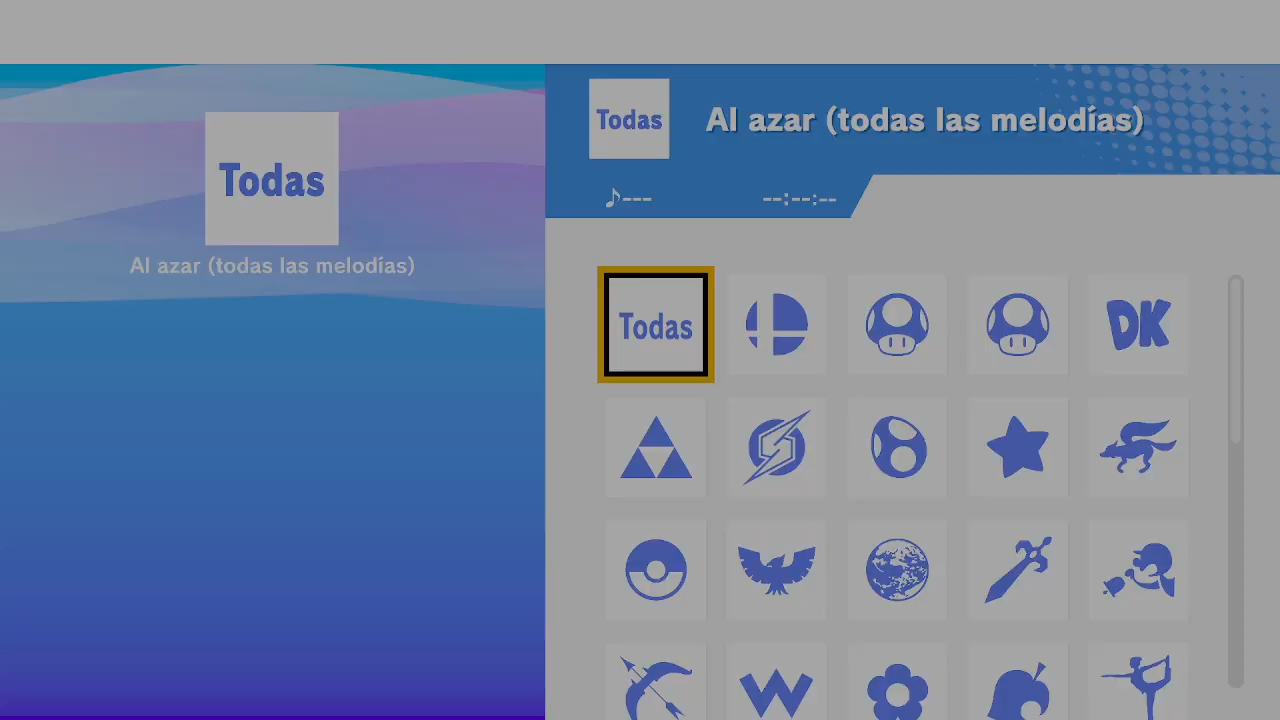 Todas
Al azar (todas las melodías)
Todas
Al azar (todas las melodías)
♪---
--:--:--
Todas
DK